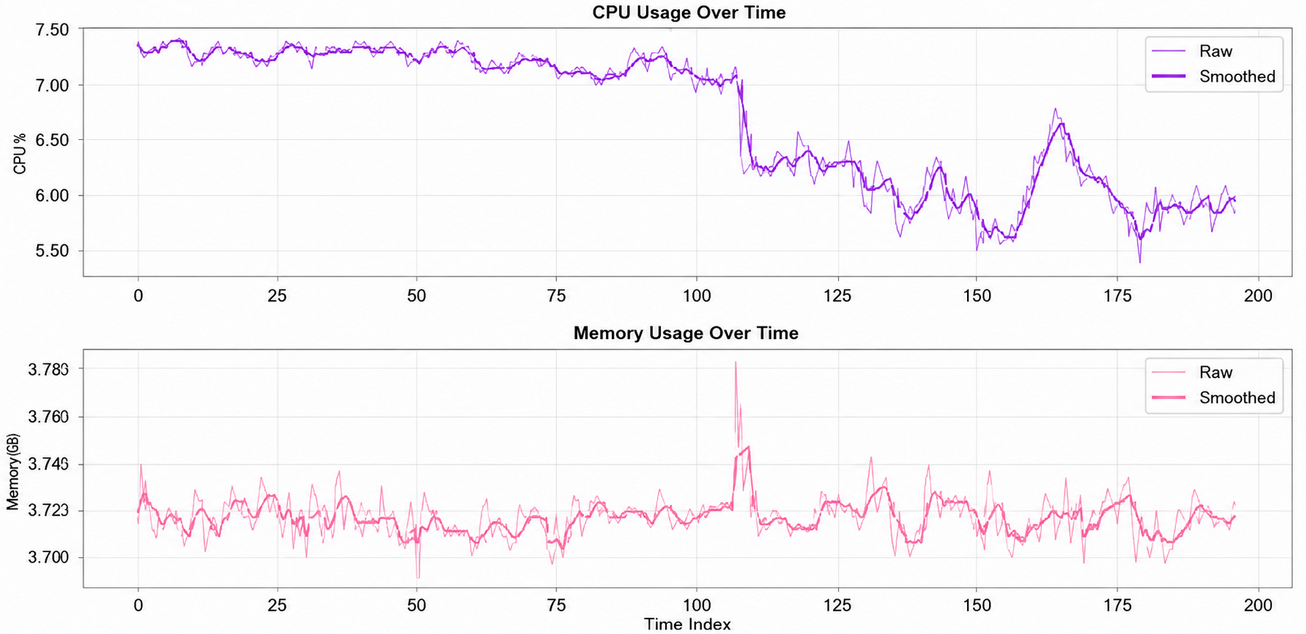 CPU Usage Over Time
7.50
7.00
6.50
6.00
5.50
CPU %
Raw
Smoothed
0 25 50 75 100 125 150 175 200
Memory Usage Over Time
3.783
3.760
3.745
3.723
3.700
Memory(GB)
Raw
Smoothed
0 25 50 75 100 125 150 175 200
Time Index